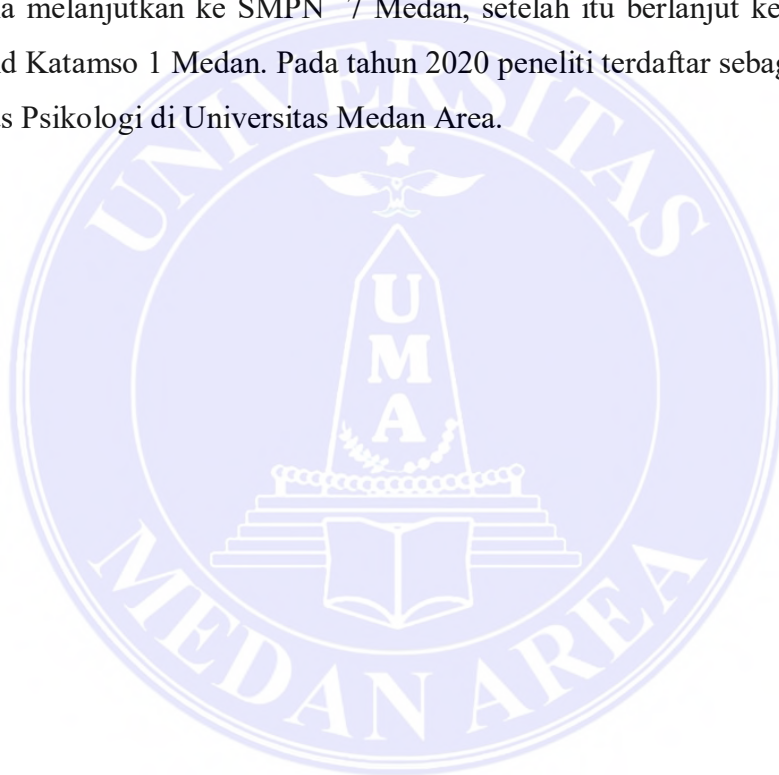 a melanjutkan ke SMPN 7 Medan, setelah itu berlanjut ke
d Katamso 1 Medan. Pada tahun 2020 peneliti terdaftar sebag
s Psikologi di Universitas Medan Area.
UNIVERSITAS
UMA
MEDAN AREA